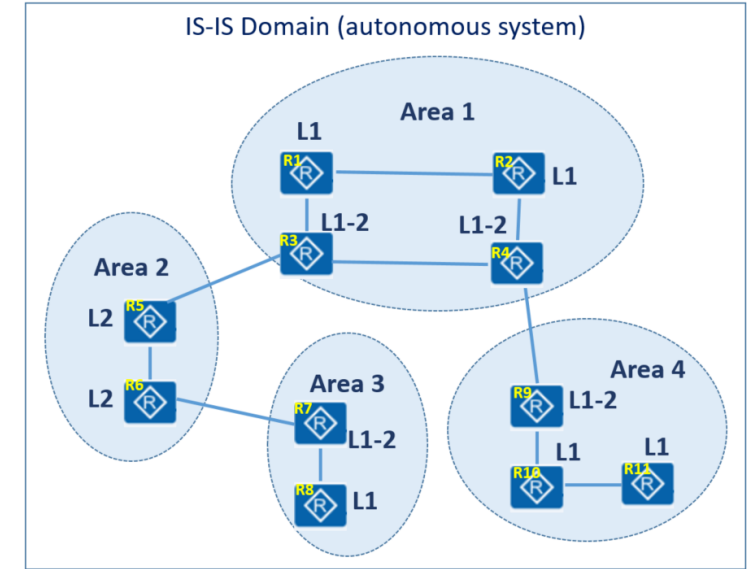 IS-IS Domain (autonomous system)
Area 1
L1
R1
R
R2
R
L1
L1-2
L1-2
R3
R
R4
R
Area 2
R5
R
L2
R6
R
L2
Area 3
R7
R
L1-2
R8
R
L1
Area 4
R9
R
L1-2
L1
L1
R10
R
R11
R